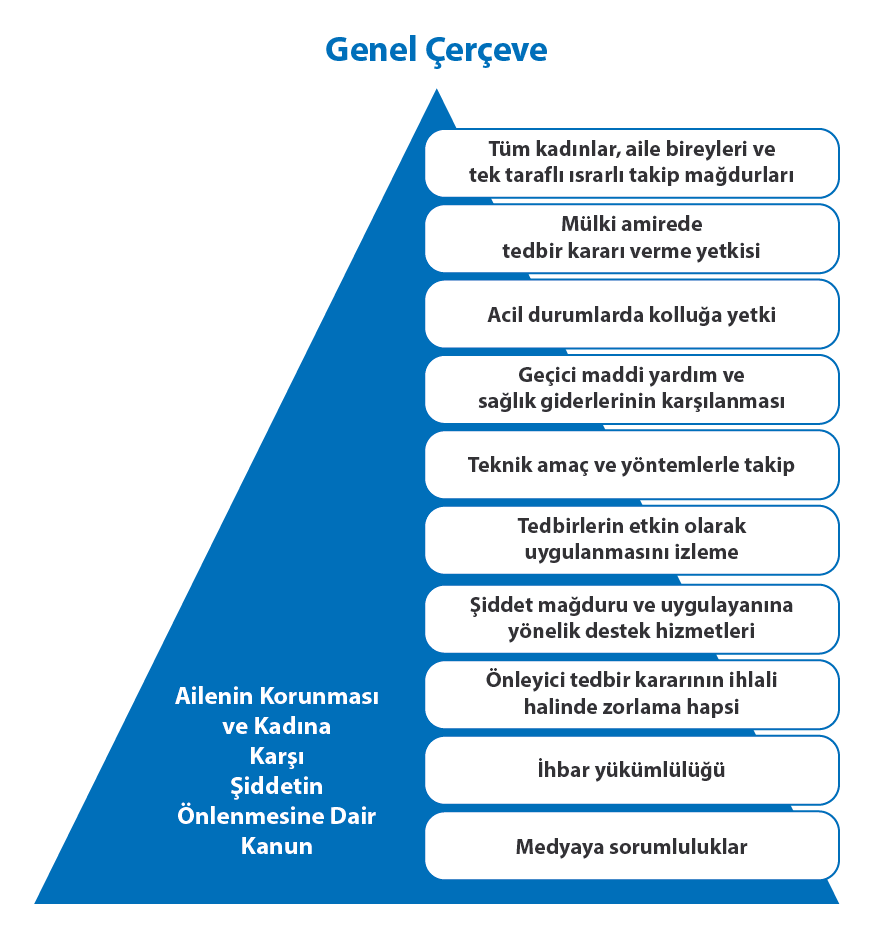 Genel Çerçeve
Tüm kadınlar, aile bireyleri ve
tek taraflı ısrarlı takip mağdurları
Mülki amirede
tedbir kararı verme yetkisi
Acil durumlarda kolluğa yetki
Geçici maddi yardım ve
sağlık giderlerinin karşılanması
Teknik amaç ve yöntemlerle takip
Tedbirlerin etkin olarak
uygulanmasını izleme
Şiddet mağduru ve uygulayanına
yönelik destek hizmetleri
Önleyici tedbir kararının ihlali
halinde zorlama hapsi
İhbar yükümlülüğü
Medyaya sorumluluklar
Ailenin Korunması
ve Kadına
Karşı
Şiddetin
Önlenmesine Dair
Kanun